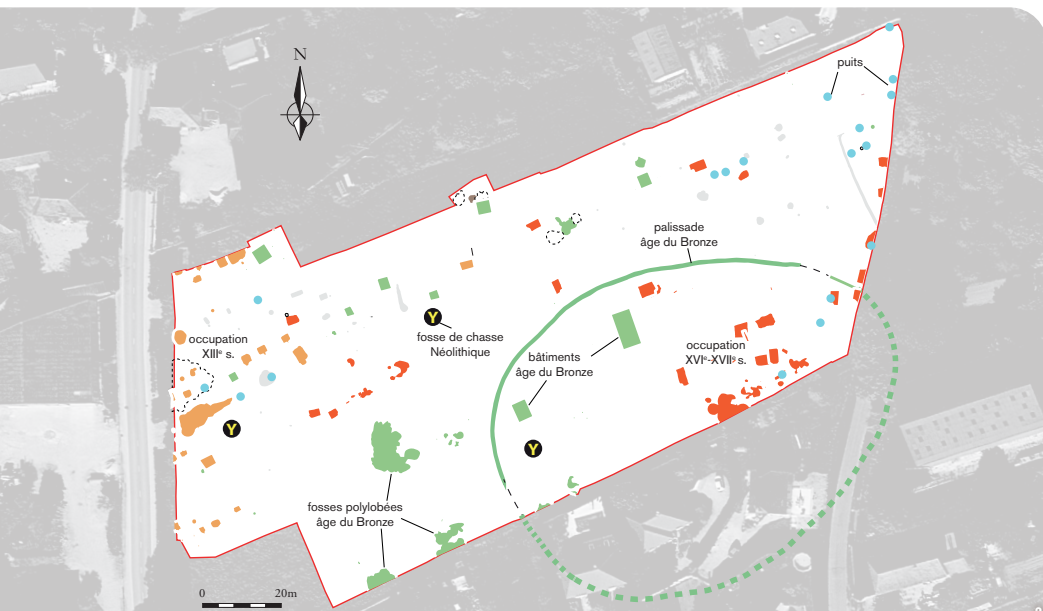 N
puits
palissade
âge du Bronze
Y
fosse de chasse
Néolithique
occupation
XIIIe s.
bâtiments
âge du Bronze
occupation
XVIe-XVIIe s.
Y
Y
fosses polylobées
âge du Bronze
0 20m